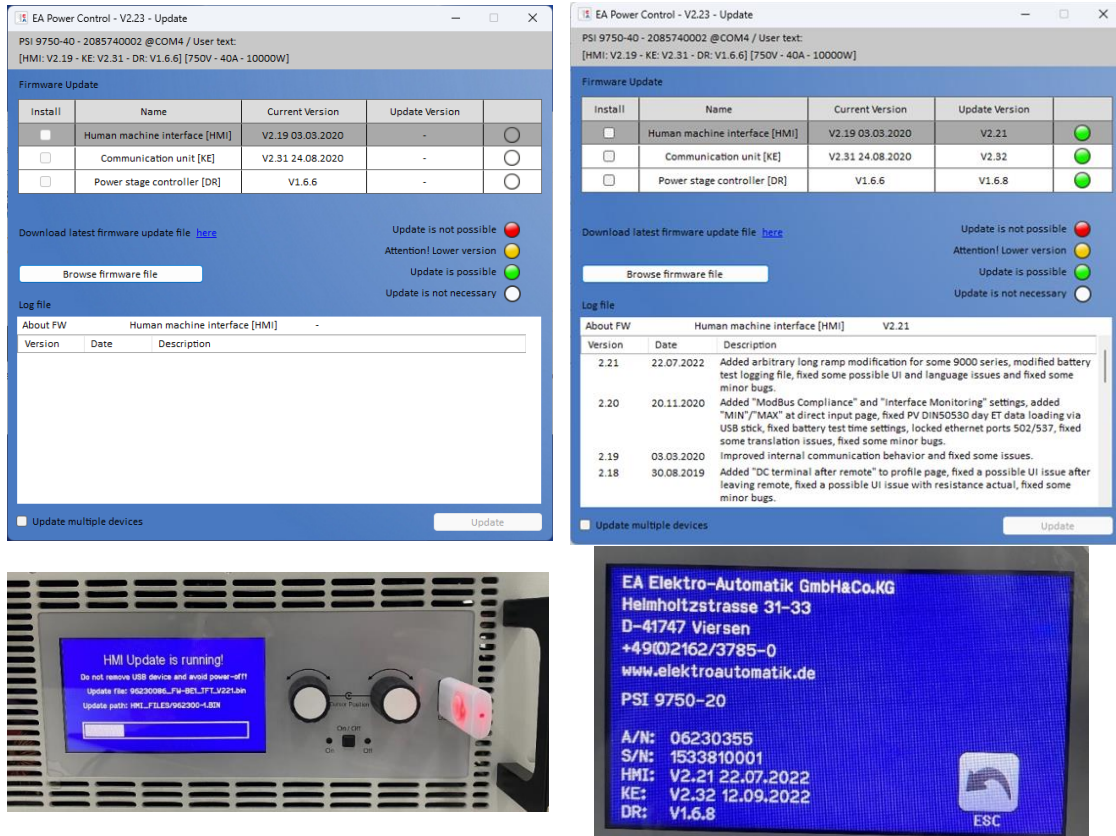 EA Power Control - V2.23 - Update
PSI 9750-40 - 2085740002 @COM4 / User text:
[HMI: V2.19 - KE: V2.31 - DR: V1.6.6] [750V - 40A - 10000W]
Firmware Update
Install Name Current Version Update Version
Human machine interface [HMI] V2.19 03.03.2020 -
Communication unit [KE] V2.31 24.08.2020 -
Power stage controller [DR] V1.6.6 -
Update is not possible
Download latest firmware update file here
Attention! Lower version
Browse firmware file
Update is possible
Update is not necessary
Log file
About FW Human machine interface [HMI] -
Version Date Description
Update multiple devices
Update
EA Power Control - V2.23 - Update
PSI 9750-40 - 2085740002 @COM4 / User text:
[HMI: V2.19 - KE: V2.31 - DR: V1.6.6] [750V - 40A - 10000W]
Firmware Update
Install Name Current Version Update Version
Human machine interface [HMI] V2.19 03.03.2020 V2.21
Communication unit [KE] V2.31 24.08.2020 V2.32
Power stage controller [DR] V1.6.6 V1.6.8
Update is not possible
Download latest firmware update file here
Attention! Lower version
Browse firmware file
Update is possible
Update is not necessary
Log file
About FW Human machine interface [HMI] V2.21
Version Date Description
2.21 22.07.2022 Added arbitrary long ramp modification for some 9000 series, modified battery
test logging file, fixed some possible UI and language issues and fixed some
minor bugs.
2.20 20.11.2020 Added "ModBus Compliance" and "Interface Monitoring" settings, added
"MIN"/"MAX" at direct input page, fixed PV DIN50530 day ET data loading via
USB stick, fixed battery test time settings, locked ethernet ports 502/537, fixed
some translation issues, fixed some minor bugs.
2.19 03.03.2020 Improved internal communication behavior and fixed some issues.
2.18 30.08.2019 Added "DC terminal after remote" to profile page, fixed a possible UI issue after
leaving remote, fixed a possible UI issue with resistance actual, fixed some
minor bugs.
Update multiple devices
Update
HMI Update is running!
Do not remove USB device and avoid power-off!
Update file: 96230086_FW-BE1_TFT_V221.bin
Update path: HMI_FILES/962300-1.BIN
Cursor Position
On / Off
On
Off
EA Elektro-Automatik GmbH&Co.KG
Helmholtzstrasse 31-33
D-41747 Viersen
+49(0)2162/3785-0
www.elektroautomatik.de
PSI 9750-20
A/N: 06230355
S/N: 1533810001
HMI: V2.21 22.07.2022
KE: V2.32 12.09.2022
DR: V1.6.8
ESC